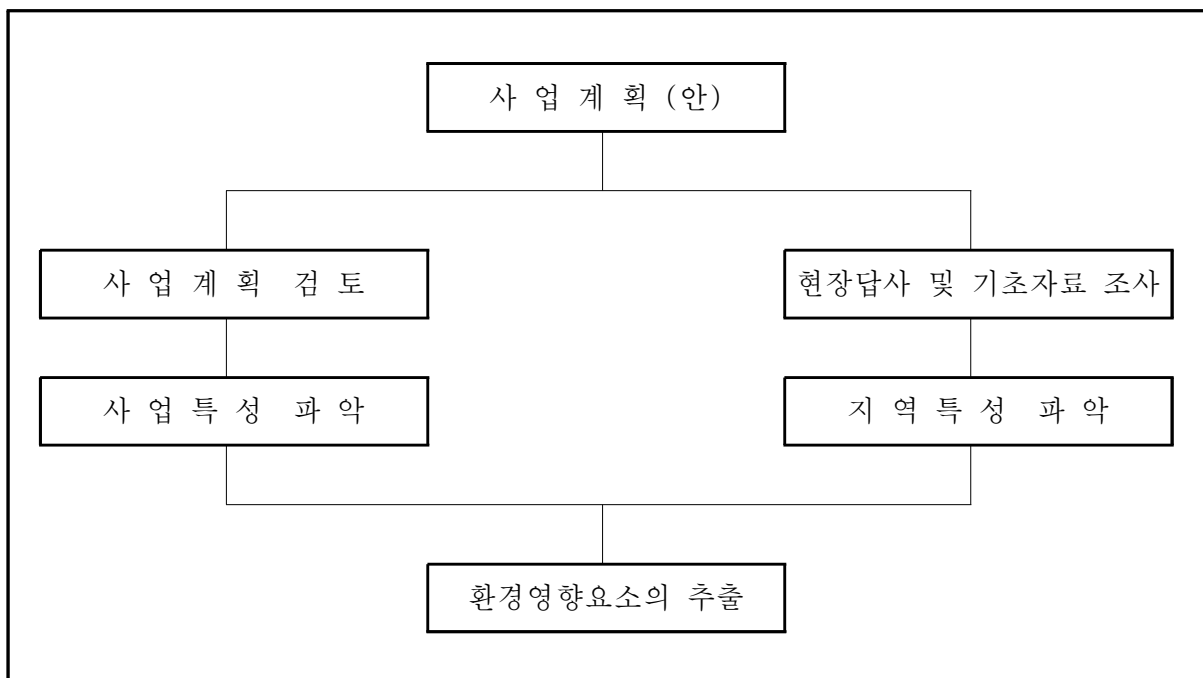 사 업 계 획 (안)
사 업 계 획 검 토
현장답사 및 기초자료 조사
사 업 특 성 파 악
지 역 특 성 파 악
환경영향요소의 추출